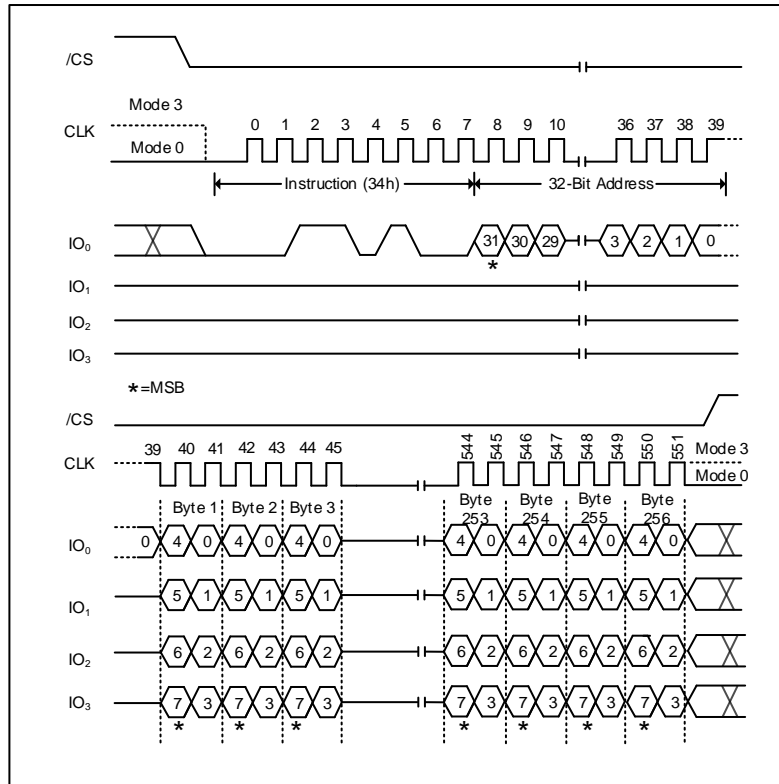 /CS
Mode 3
CLK
Mode 0
0 1 2 3 4 5 6 7 8 9 10 36 37 38 39
Instruction (34h) 32-Bit Address
IO0 31 30 29 3 2 1 0
*
IO1
IO2
IO3
*=MSB
/CS
CLK 39 40 41 42 43 44 45 544 545 546 547 548 549 550 551 Mode 3
Mode 0
Byte 1 Byte 2 Byte 3 Byte 253 Byte 254 Byte 255 Byte 256
IO0 0 4 0 4 0 4 0 4 0 4 0 4 0 4 0
IO1 5 1 5 1 5 1 5 1 5 1 5 1 5 1
IO2 6 2 6 2 6 2 6 2 6 2 6 2 6 2
IO3 7 3 7 3 7 3 7 3 7 3 7 3 7 3
* * * * * * *